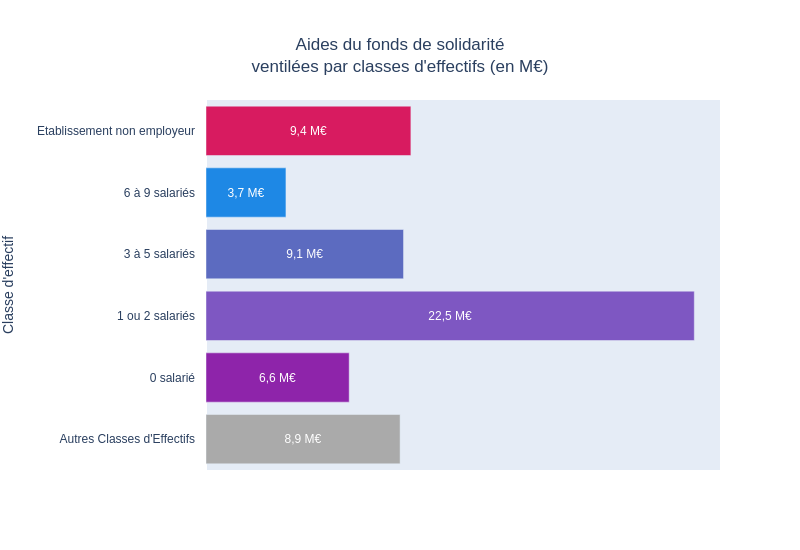 Aides du fonds de solidarité
ventilées par classes d'effectifs (en M€)
Classe d'effectif
Etablissement non employeur
9,4 M€
6 à 9 salariés
3,7 M€
3 à 5 salariés
9,1 M€
1 ou 2 salariés
22,5 M€
0 salarié
6,6 M€
Autres Classes d'Effectifs
8,9 M€